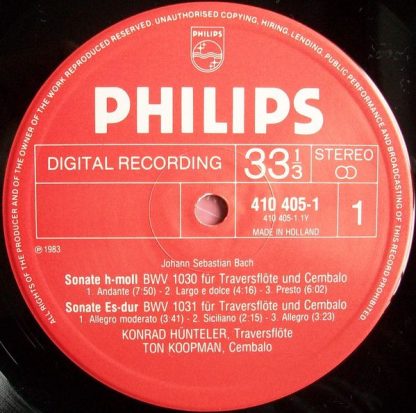 ALL RIGHTS OF THE PRODUCER AND OF THE OWNER OF THE WORK REPRODUCED RESERVED. UNAUTHORISED COPYING, HIRING, LENDING, PUBLIC PERFORMANCE AND BROADCASTING OF THIS RECORD PROHIBITED
PHILIPS
PHILIPS
DIGITAL RECORDING
33 1/3
STEREO
410 405-1
410 405-1.1Y
MADE IN HOLLAND
1
℗ 1983
Johann Sebastian Bach
Sonate h-moll BWV 1030 für Traversflöte und Cembalo
1. Andante (7:50) - 2. Largo e dolce (4:16) - 3. Presto (6:02)
Sonate Es-dur BWV 1031 für Traversflöte und Cembalo
1. Allegro moderato (3:41) - 2. Siciliano (2:15) - 3. Allegro (3:23)
KONRAD HÜNTELER, Traversflöte
TON KOOPMAN, Cembalo